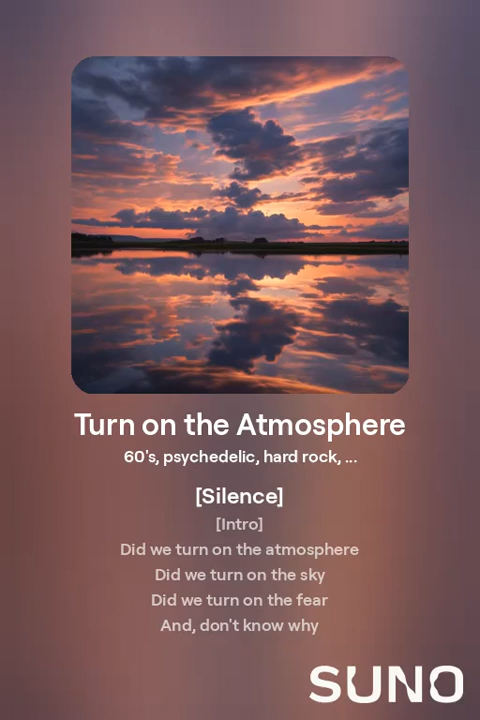 Turn on the Atmosphere
60's, psychedelic, hard rock, ...
[Silence]
[Intro]
Did we turn on the atmosphere
Did we turn on the sky
Did we turn on the fear
And, don't know why
SUNO